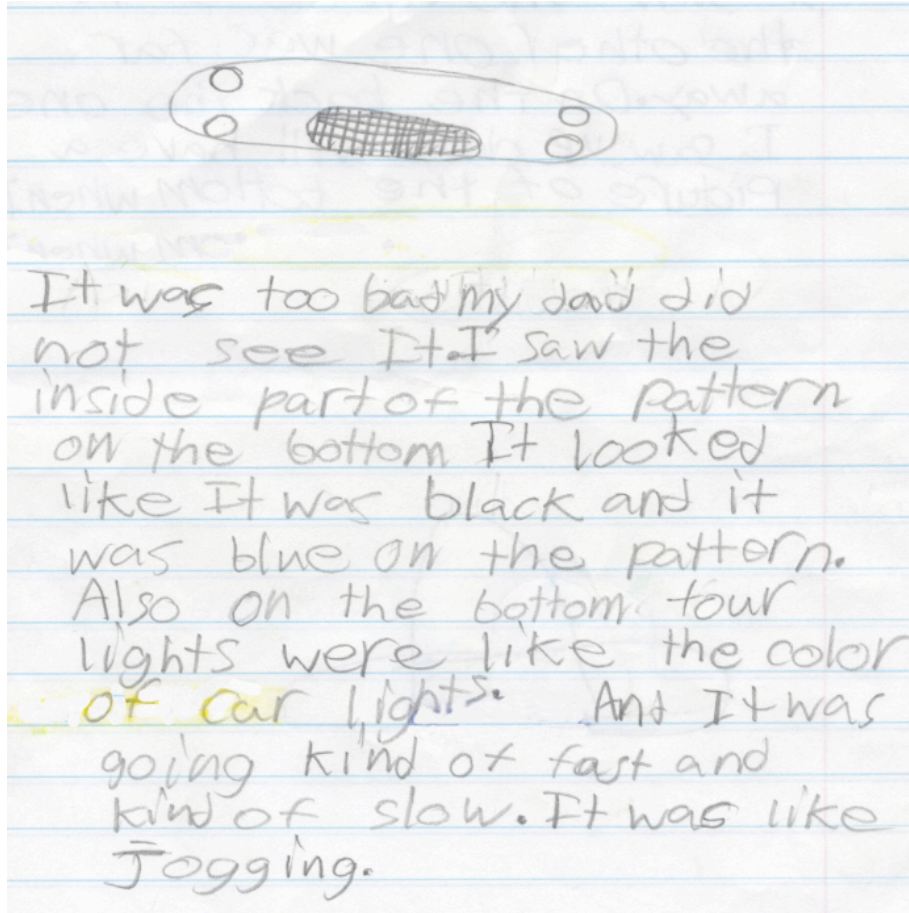 It was too bad my dad did
not see It. I saw the
inside part of the pattern
on the bottom It looked
like It was black and it
was blue on the pattern.
Also on the bottom four
lights were like the color
of car lights. And It was
going kind of fast and
kind of slow. It was like
Jogging.